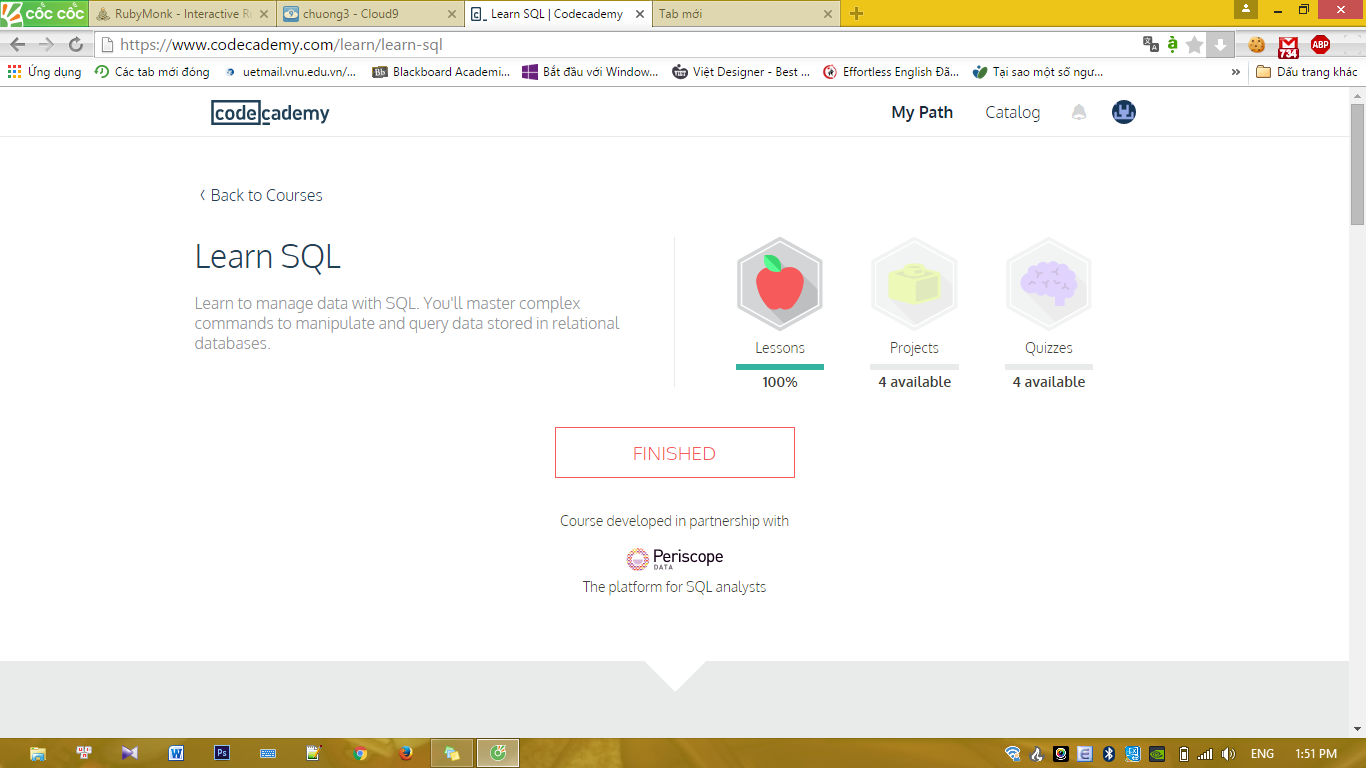 cốc cốc
RubyMonk - Interactive Ru
chuong3 - Cloud9
Learn SQL | Codecademy
Tab mới
https://www.codecademy.com/learn/learn-sql
734
ABP
Ứng dụng
Các tab mới đóng
uetmail.vnu.edu.vn/...
Bb
Blackboard Academi...
Bắt đầu với Window...
Việt Designer - Best ...
Effortless English Đã...
Tại sao một số ngư...
»
Dấu trang khác
codecademy
My Path
Catalog
Back to Courses
Learn SQL
Learn to manage data with SQL. You'll master complex
commands to manipulate and query data stored in relational
databases.
Lessons
100%
Projects
4 available
Quizzes
4 available
FINISHED
Course developed in partnership with
Periscope
DATA
The platform for SQL analysts
W
Ps
ENG
1:51 PM